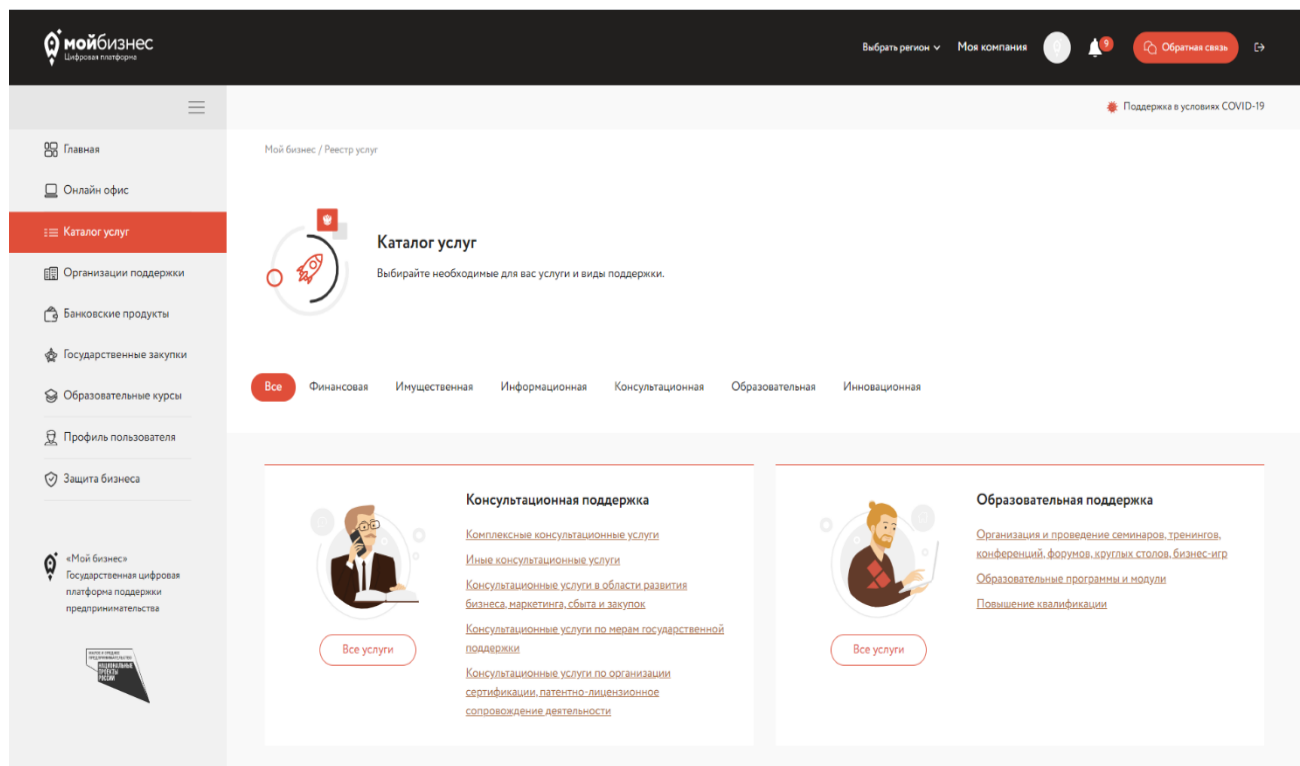 мойбизнес
Цифровая платформа
Выбрать регион
Моя компания
9
Обратная связь
Поддержка в условиях COVID-19
Главная
Онлайн офис
Каталог услуг
Организации поддержки
Банковские продукты
Государственные закупки
Образовательные курсы
Профиль пользователя
Защита бизнеса
«Мой бизнес»
Государственная цифровая
платформа поддержки
предпринимательства
НАЦИОНАЛЬНЫЕ
ПРОЕКТЫ
РОССИИ
Мой бизнес / Реестр услуг
Каталог услуг
Выбирайте необходимые для вас услуги и виды поддержки.
Все Финансовая Имущественная Информационная Консультационная Образовательная Инновационная
Консультационная поддержка
Комплексные консультационные услуги
Иные консультационные услуги
Консультационные услуги в области развития
бизнеса, маркетинга, сбыта и закупок
Консультационные услуги по мерам государственной
поддержки
Консультационные услуги по организации
сертификации, патентно-лицензионное
сопровождение деятельности
Все услуги
Образовательная поддержка
Организация и проведение семинаров, тренингов,
конференций, форумов, круглых столов, бизнес-игр
Образовательные программы и модули
Повышение квалификации
Все услуги